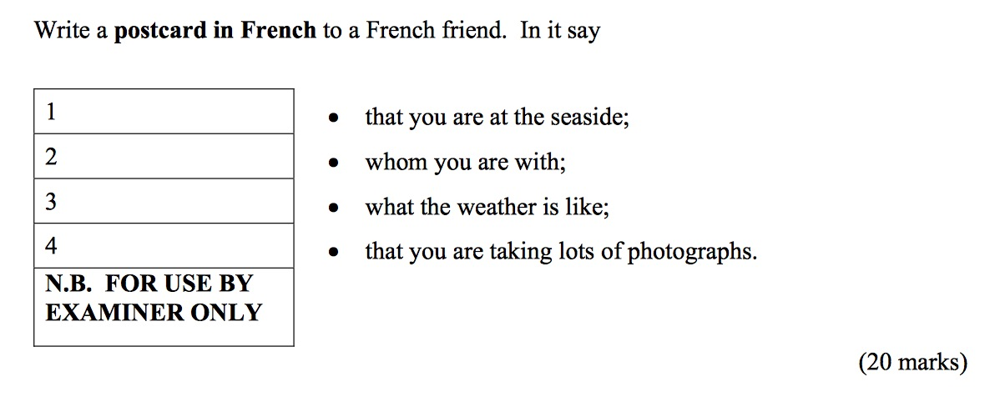 Write a postcard in French to a French friend. In it say
1
• that you are at the seaside;
2
• whom you are with;
3
• what the weather is like;
4
• that you are taking lots of photographs.
N.B. FOR USE BY
EXAMINER ONLY
(20 marks)